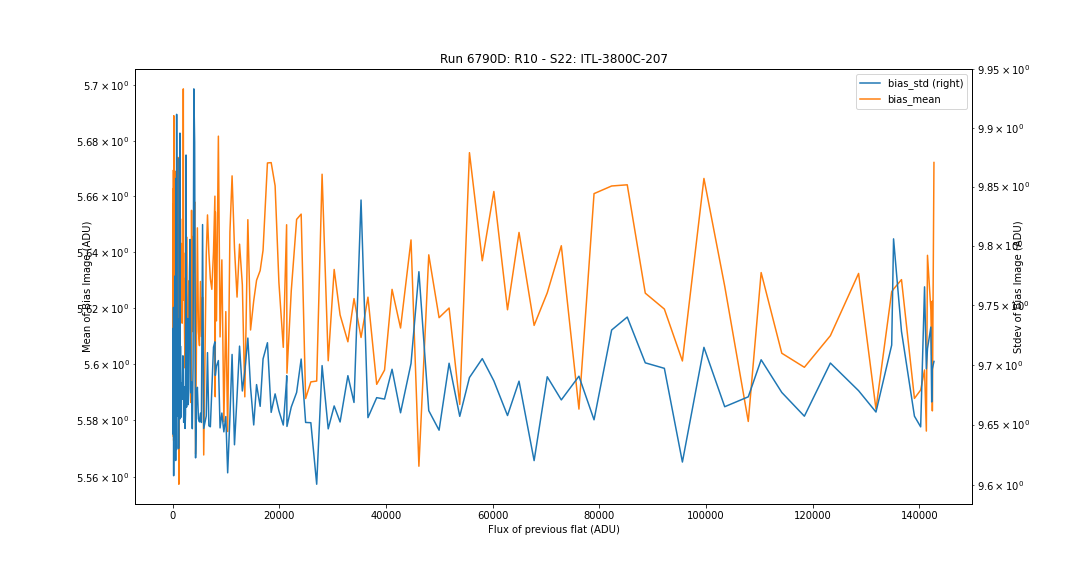 Run 6790D: R10 - S22: ITL-3800C-207
bias_std (right)
bias_mean
5.7 × 10⁰
5.68 × 10⁰
5.66 × 10⁰
5.64 × 10⁰
5.62 × 10⁰
5.6 × 10⁰
5.58 × 10⁰
5.56 × 10⁰
Mean of Bias Image (ADU)
9.95 × 10⁰
9.9 × 10⁰
9.85 × 10⁰
9.8 × 10⁰
9.75 × 10⁰
9.7 × 10⁰
9.65 × 10⁰
9.6 × 10⁰
Stdev of Bias Image (ADU)
0 20000 40000 60000 80000 100000 120000 140000
Flux of previous flat (ADU)